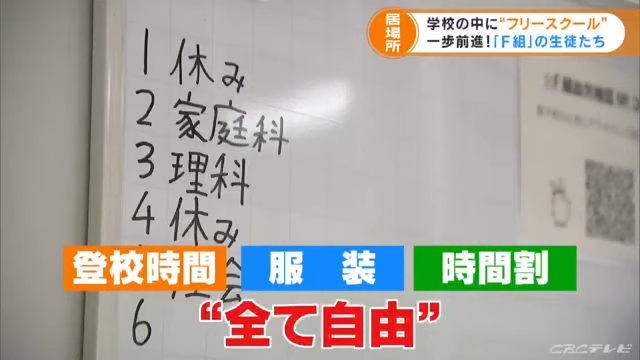 居場所
学校の中に“フリースクール”
一歩前進!「F組」の生徒たち
1 休み
2 家庭科
3 理科
4 休み
登校時間 服 装 時間割
6
“全て自由”
CBCテレビ